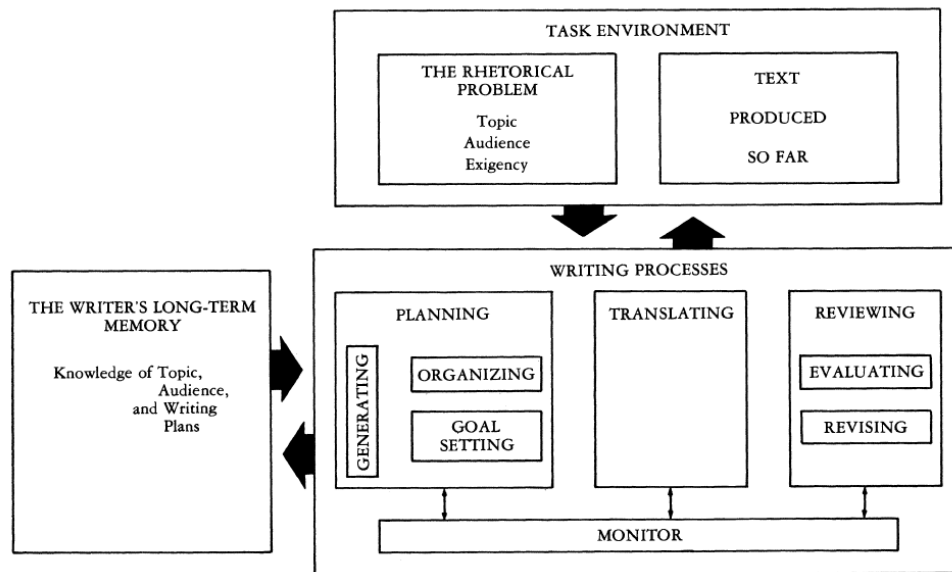 TASK ENVIRONMENT
THE RHETORICAL
PROBLEM
Topic
Audience
Exigency
TEXT
PRODUCED
SO FAR
WRITING PROCESSES
THE WRITER'S LONG-TERM
MEMORY
Knowledge of Topic,
Audience,
and Writing
Plans
PLANNING
GENERATING
ORGANIZING
GOAL
SETTING
TRANSLATING
REVIEWING
EVALUATING
REVISING
MONITOR